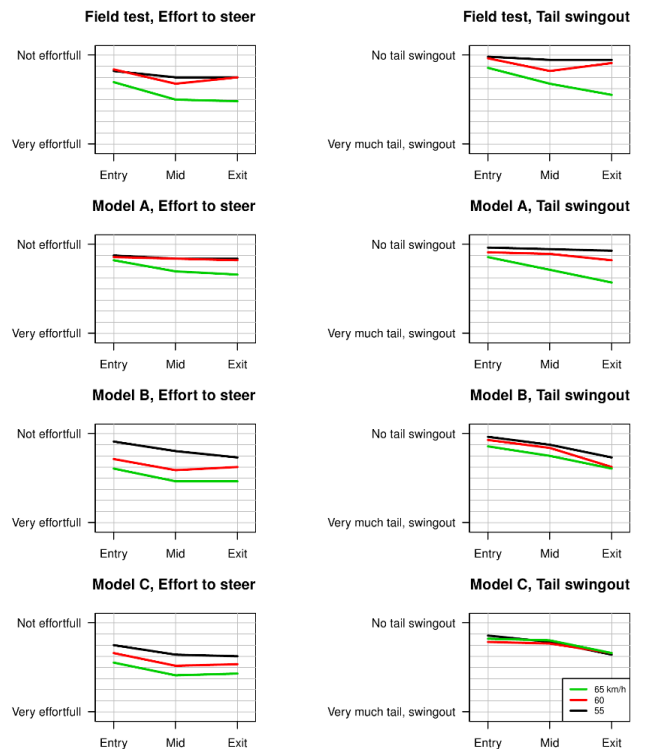 Field test, Effort to steer
Not effortfull
Very effortfull
Entry Mid Exit
Field test, Tail swingout
No tail swingout
Very much tail, swingout
Entry Mid Exit
Model A, Effort to steer
Not effortfull
Very effortfull
Entry Mid Exit
Model A, Tail swingout
No tail swingout
Very much tail, swingout
Entry Mid Exit
Model B, Effort to steer
Not effortfull
Very effortfull
Entry Mid Exit
Model B, Tail swingout
No tail swingout
Very much tail, swingout
Entry Mid Exit
Model C, Effort to steer
Not effortfull
Very effortfull
Entry Mid Exit
Model C, Tail swingout
No tail swingout
Very much tail, swingout
65 km/h
60
55
Entry Mid Exit